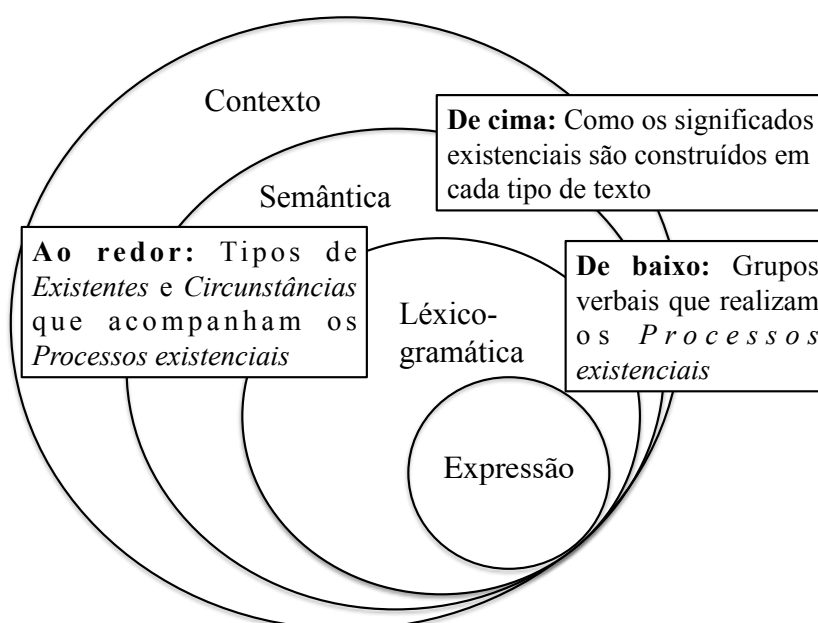 Contexto
De cima: Como os significados
existenciais são construídos em
cada tipo de texto
Semântica
Ao redor: Tipos de
Existentes e Circunstâncias
que acompanham os
Processos existenciais
De baixo: Grupos
verbais que realizam
os Processos
existenciais
Léxico-
gramática
Expressão